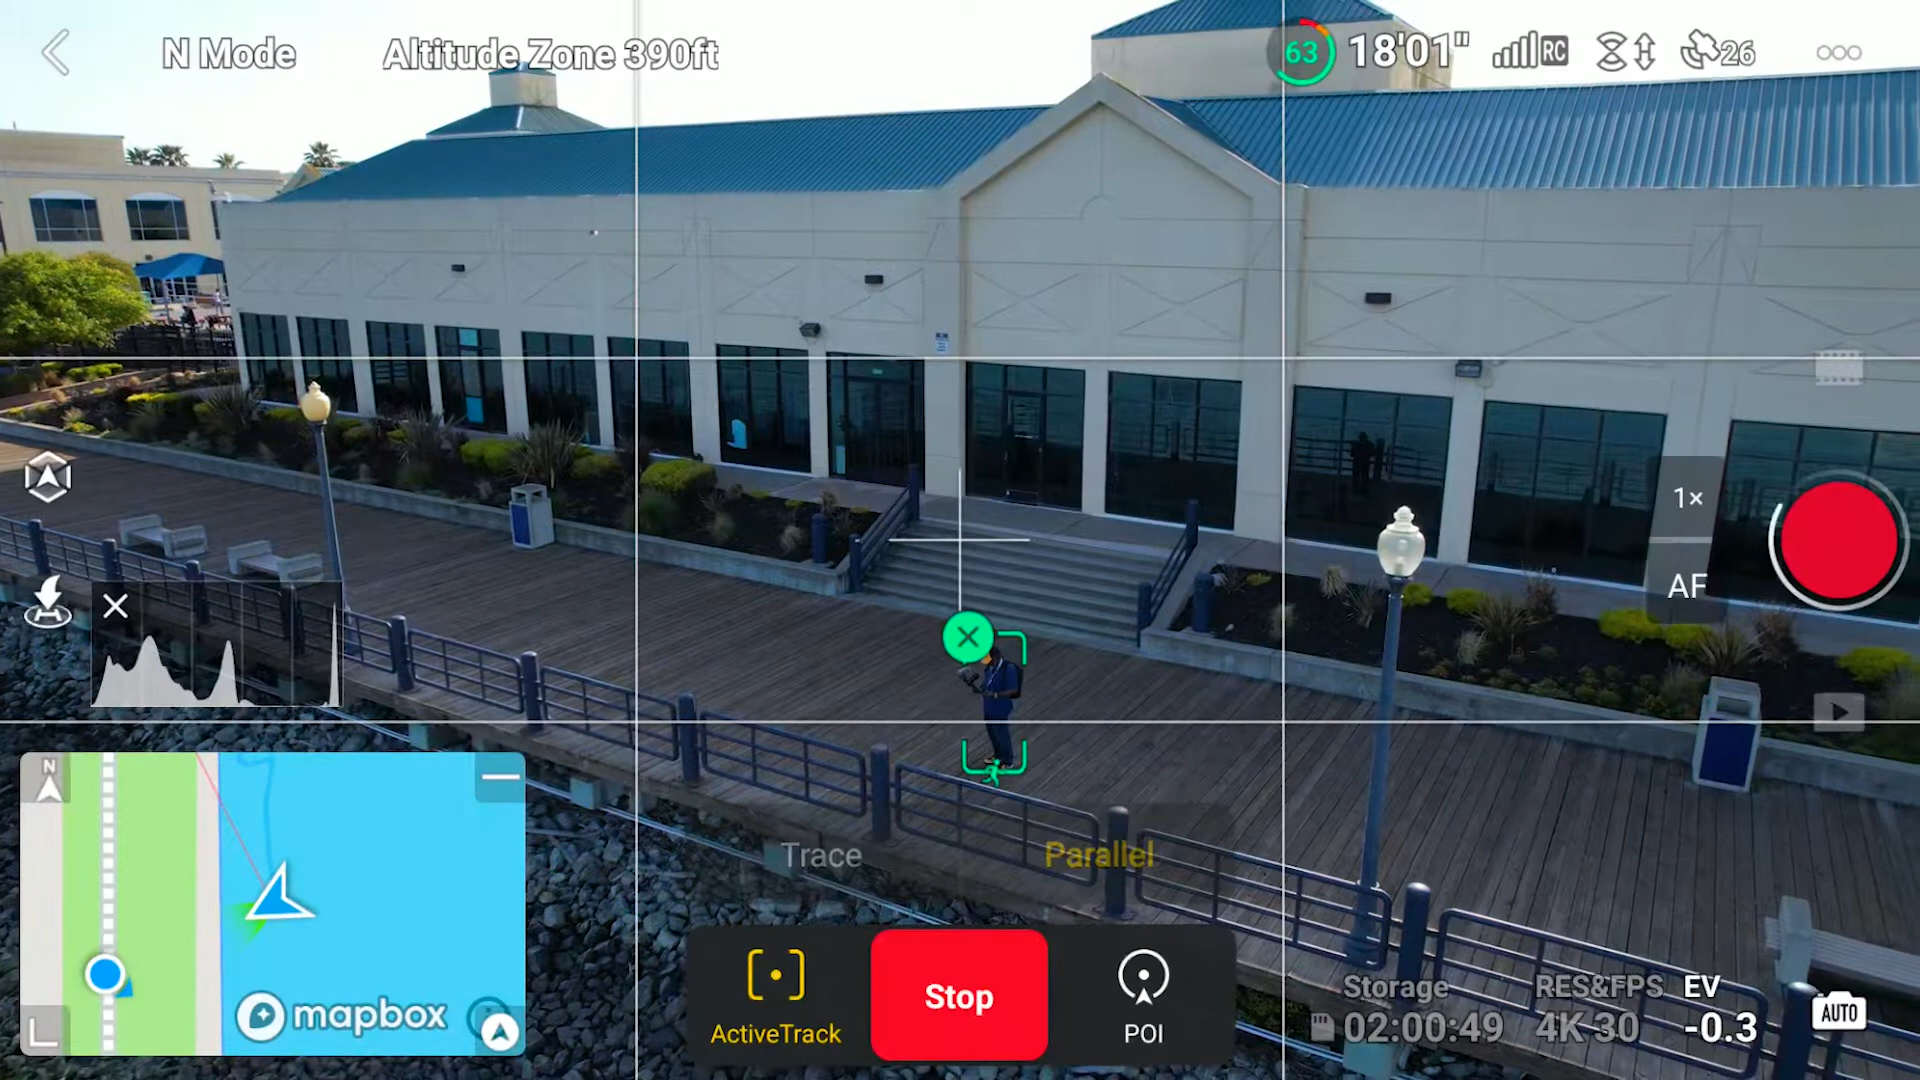 N Mode
Altitude Zone 390ft
63
18'01"
RC
26
1×
AF
N
Trace
Parallel
mapbox
ActiveTrack
Stop
POI
Storage
02:00:49
RES&FPS
4K 30
EV
-0.3
AUTO